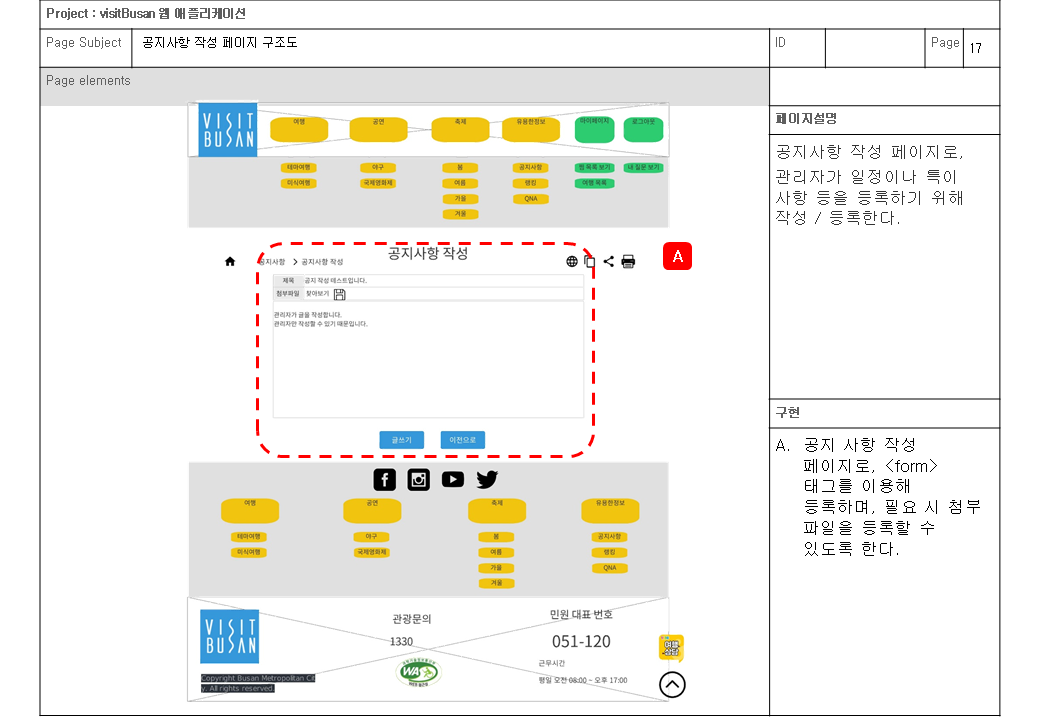 Project : visitBusan 웹 애플리케이션
Page Subject
공지사항 작성 페이지 구조도
ID
Page
17
Page elements
VISIT
BUSAN
여행
공연
축제
유용한정보
마이페이지
로그아웃
테마여행
야구
봄
공지사항
찜 목록 보기
내 질문 보기
미식여행
국제영화제
여름
랭킹
여행 목록
가을
QNA
겨울
공지사항 작성
공지사항
공지사항 작성
A
제목
공지 작성 테스트입니다.
첨부파일
찾아보기
관리자가 글을 작성합니다.
관리자만 작성할 수 있기 때문입니다.
글쓰기
이전으로
여행
공연
축제
유용한정보
테마여행
야구
봄
공지사항
미식여행
국제영화제
여름
랭킹
가을
QNA
겨울
VISIT
BUSAN
Copyright Busan Metropolitan Cit
y. All rights reserved.
관광문의
1330
WA
민원 대표 번호
051-120
근무시간
평일 오전 08:00 ~ 오후 17:00
여행
상담
페이지설명
공지사항 작성 페이지로,
관리자가 일정이나 특이
사항 등을 등록하기 위해
작성 / 등록한다.
구현
A. 공지 사항 작성
페이지로, <form>
태그를 이용해
등록하며, 필요 시 첨부
파일을 등록할 수
있도록 한다.